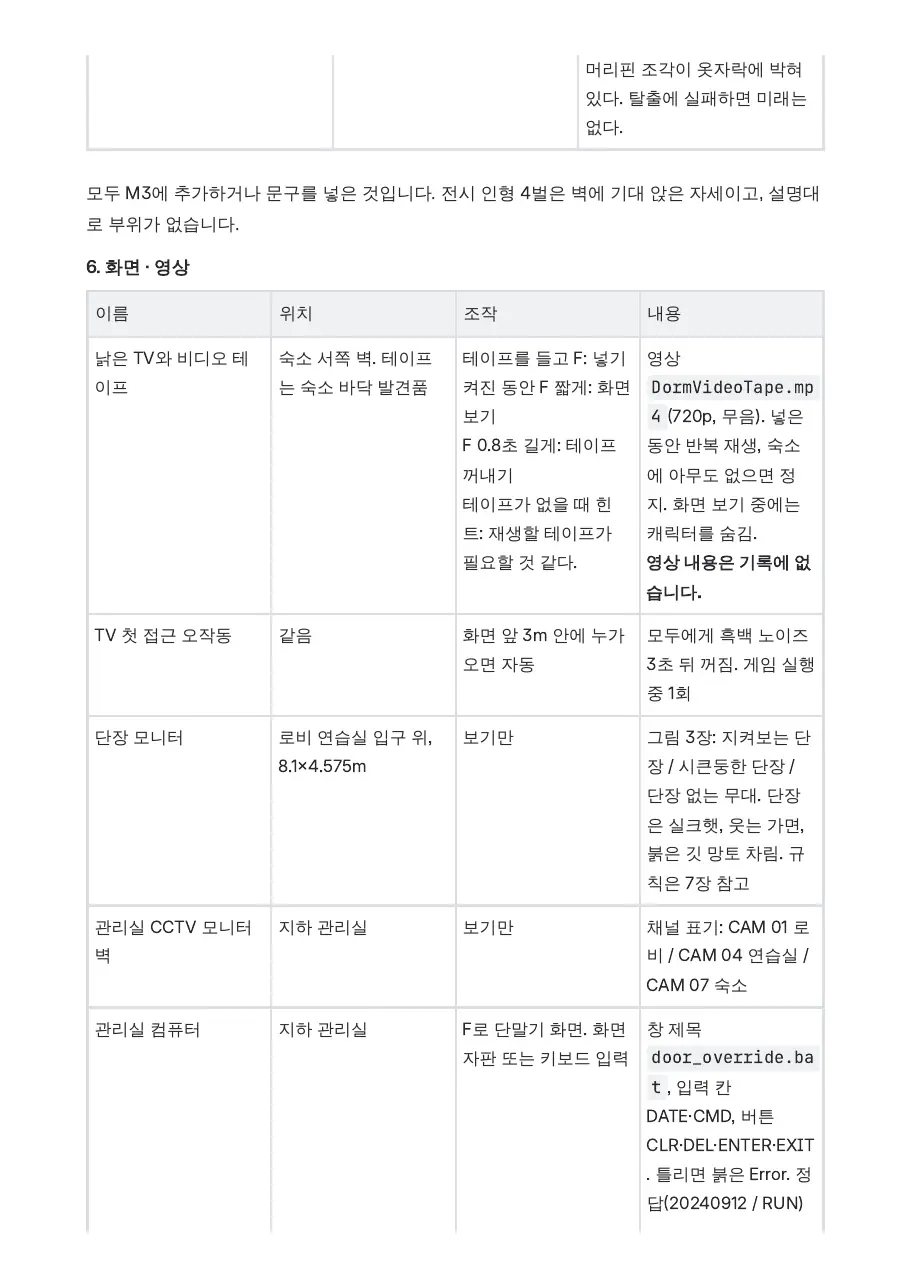 머리핀 조각이 옷자락에 박혀
있다. 탈출에 실패하면 미래는
없다.
모두 M3에 추가하거나 문구를 넣은 것입니다. 전시 인형 4벌은 벽에 기대 앉은 자세이고, 설명대
로 부위가 없습니다.
6. 화면 · 영상
이름
위치
조작
내용
낡은 TV와 비디오 테
이프
숙소 서쪽 벽. 테이프
는 숙소 바닥 발견품
테이프를 들고 F: 넣기
켜진 동안 F 짧게: 화면
보기
F 0.8초 길게: 테이프
꺼내기
테이프가 없을 때 힌
트: 재생할 테이프가
필요할 것 같다.
영상
DormVideoTape.mp
4 (720p, 무음). 넣은
동안 반복 재생, 숙소
에 아무도 없으면 정
지. 화면 보기 중에는
캐릭터를 숨김.
영상 내용은 기록에 없
습니다.
TV 첫 접근 오작동
같음
화면 앞 3m 안에 누가
오면 자동
모두에게 흑백 노이즈
3초 뒤 꺼짐. 게임 실행
중 1회
단장 모니터
로비 연습실 입구 위,
8.1×4.575m
보기만
그림 3장: 지켜보는 단
장 / 시큰둥한 단장 /
단장 없는 무대. 단장
은 실크햇, 웃는 가면,
붉은 깃 망토 차림. 규
칙은 7장 참고
관리실 CCTV 모니터
벽
지하 관리실
보기만
채널 표기: CAM 01 로
비 / CAM 04 연습실 /
CAM 07 숙소
관리실 컴퓨터
지하 관리실
F로 단말기 화면. 화면
자판 또는 키보드 입력
창 제목
door_override.ba
t , 입력 칸
DATE·CMD, 버튼
CLR·DEL·ENTER·EXIT
. 틀리면 붉은 Error. 정
답(20240912 / RUN)